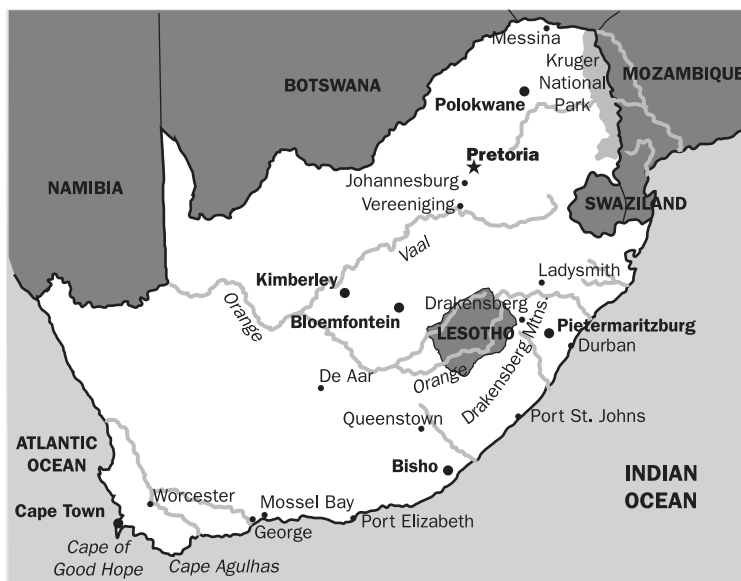 Messina
Kruger
National
Park
BOTSWANA
MOZAMBIQUE
Polokwane
Pretoria
NAMIBIA
Johannesburg
Vereeniging
SWAZILAND
Vaal
Ladysmith
Kimberley
Orange
Drakensberg
Bloemfontein
LESOTHO
Drakensberg Mtns.
Pietermaritzburg
Durban
De Aar
Orange
Queenstown
Port St. Johns
ATLANTIC
OCEAN
Bisho
INDIAN
OCEAN
Worcester
Mossel Bay
Cape Town
George
Port Elizabeth
Cape of
Good Hope
Cape Agulhas